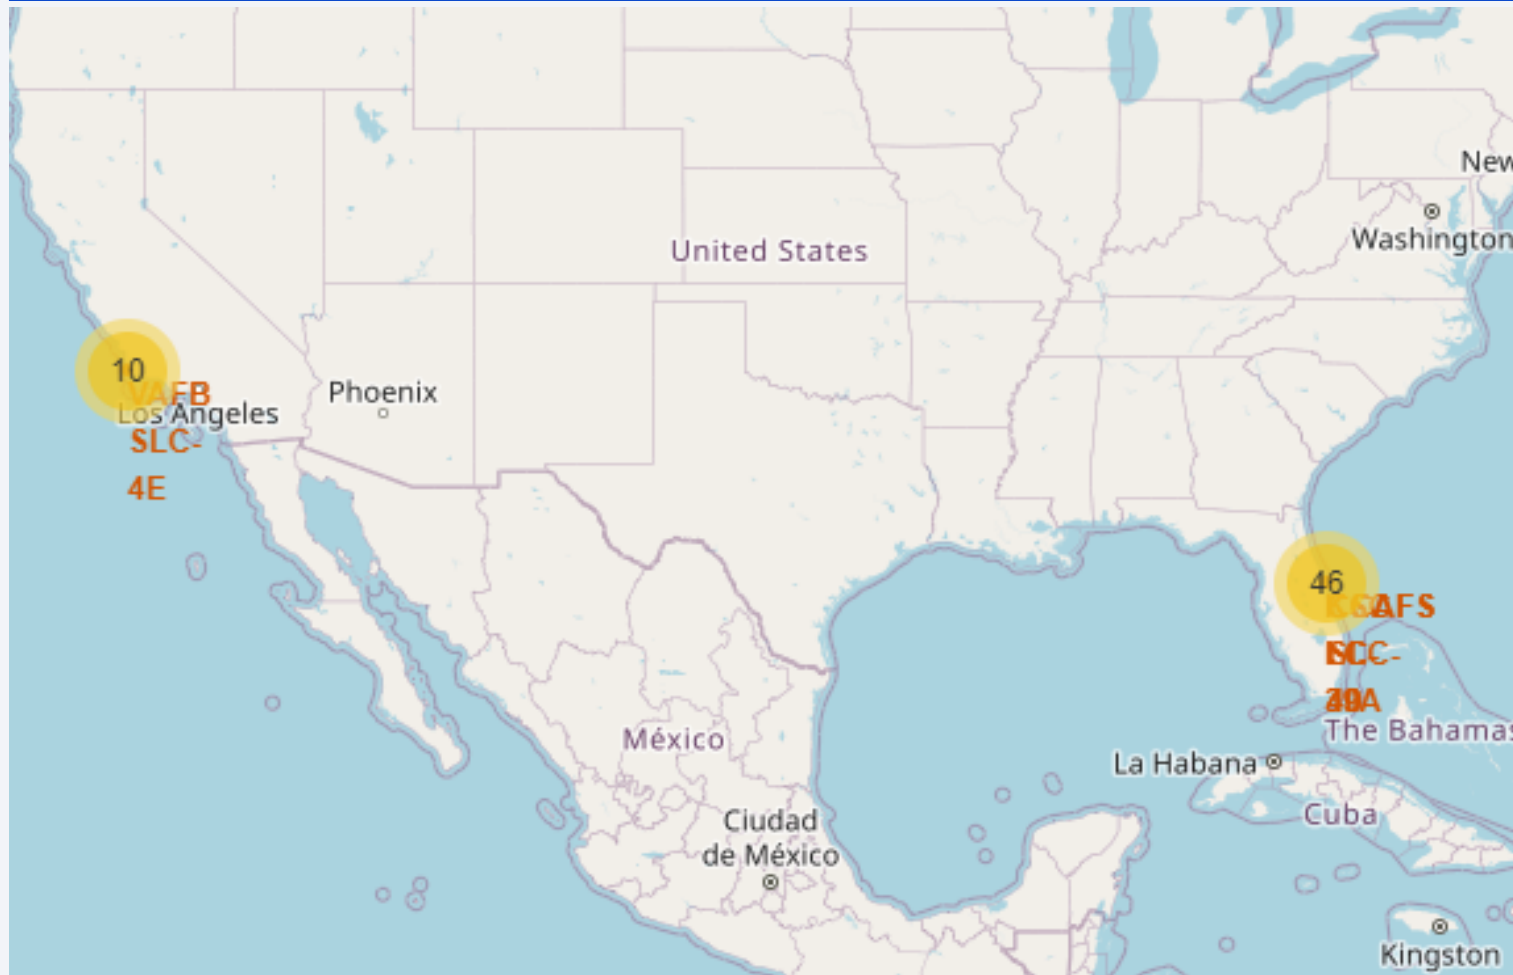 New
Washington
United States
10
VAFB
Phoenix
Los Angeles
SLC-
4E
46
México
The Bahamas
La Habana
Cuba
Ciudad
de México
Kingston